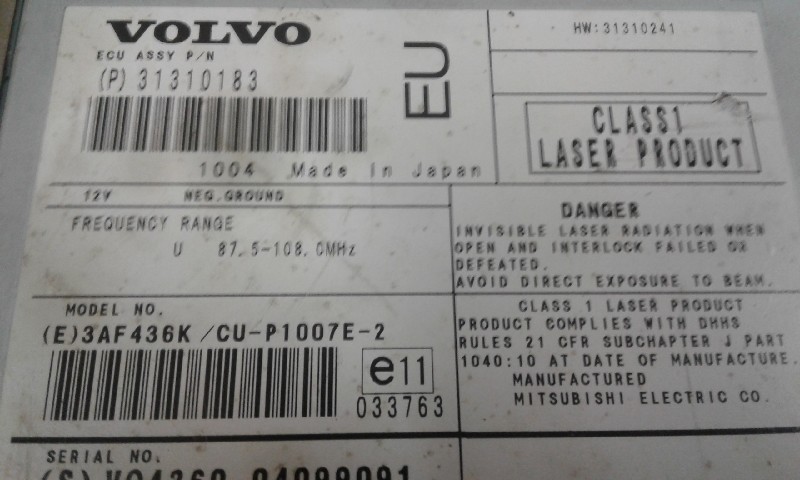 VOLVO
ECU ASSY P/N
(P) 31310183
EU
1004 Made In Japan
HW:31310241
CLASS1
LASER PRODUCT
12V NEG.GROUND
FREQUENCY RANGE
U 87.5-108.0MHz
DANGER
INVISIBLE LASER RADIATION WHEN
OPEN AND INTERLOCK FAILED OR
DEFEATED.
AVOID DIRECT EXPOSURE TO BEAM.
MODEL NO.
(E)3AF436K/CU-P1007E-2
e11
033763
CLASS 1 LASER PRODUCT
PRODUCT COMPLIES WITH DHHS
RULES 21 CFR SUBCHAPTER J PART
1040:10 AT DATE OF MANUFACTURE.
MANUFACTURED
MITSUBISHI ELECTRIC CO.
SERIAL NO.